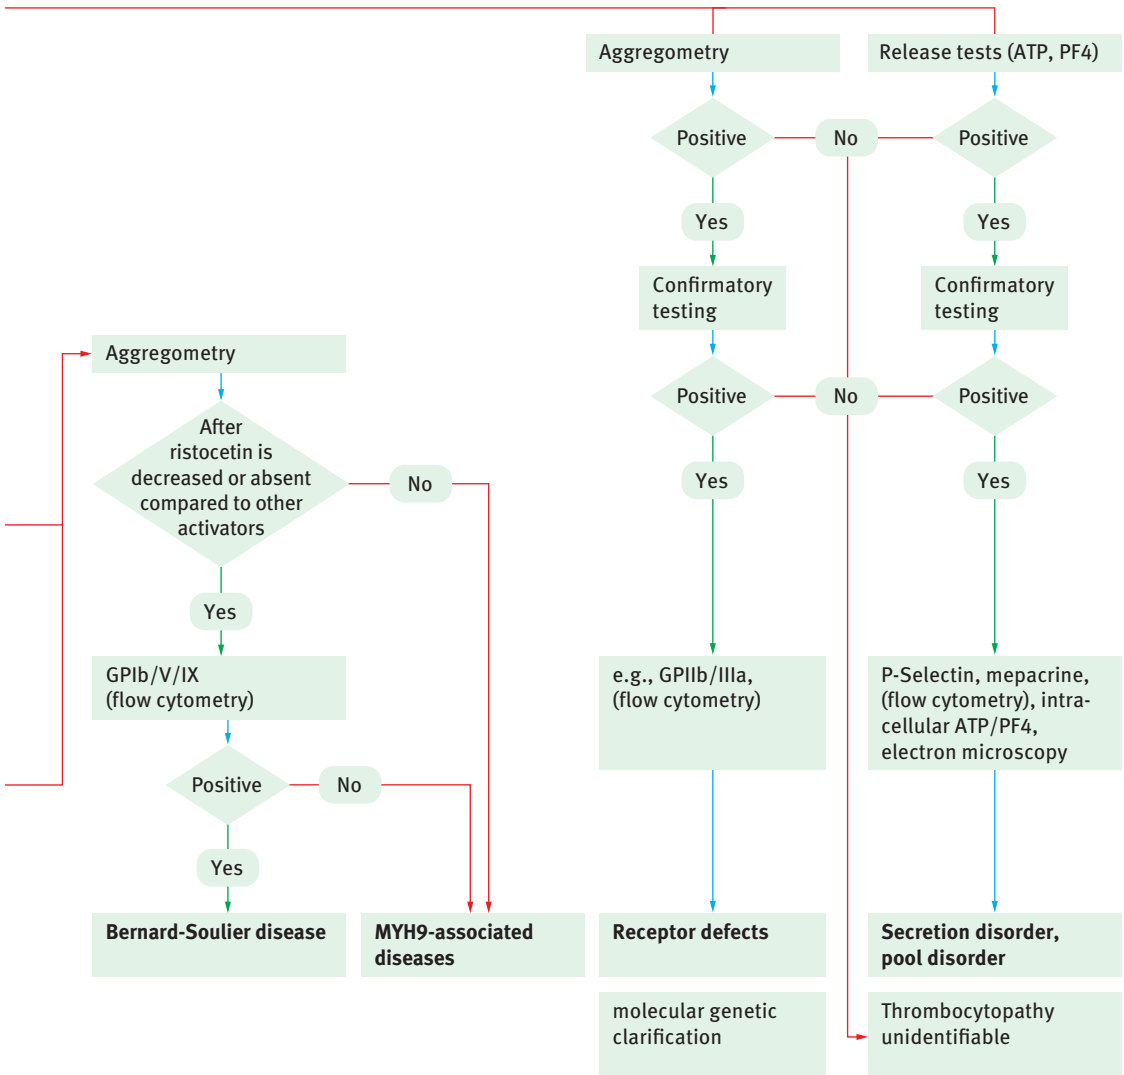 Aggregometry
Release tests (ATP, PF4)
Positive
No
Positive
Yes
Yes
Confirmatory
testing
Confirmatory
testing
Aggregometry
Positive
No
Positive
After
ristocetin is
decreased or absent
compared to other
activators
No
Yes
Yes
Yes
GPIb/V/IX
(flow cytometry)
e.g., GPIIb/IIIa,
(flow cytometry)
P-Selectin, mepacrine,
(flow cytometry), intra-
cellular ATP/PF4,
electron microscopy
Positive
No
Yes
Bernard-Soulier disease
MYH9-associated
diseases
Receptor defects
Secretion disorder,
pool disorder
molecular genetic
clarification
Thrombocytopathy
unidentifiable